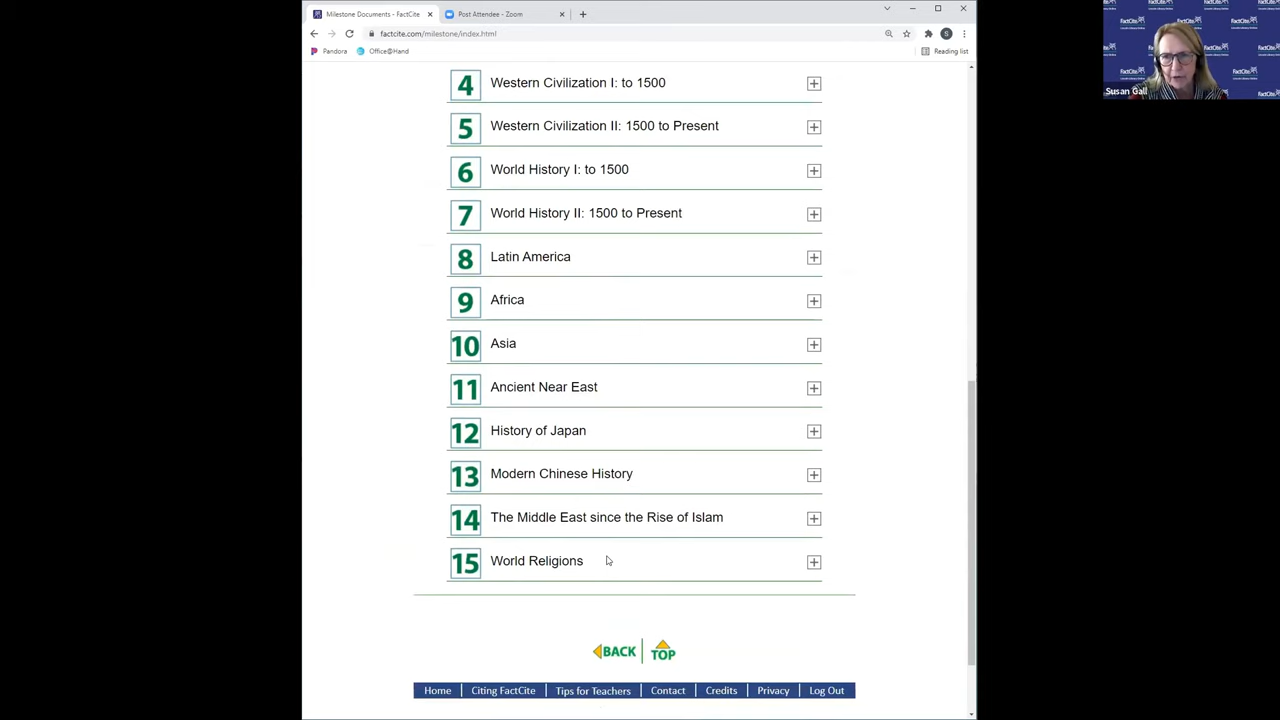 Milestone Documents - FactCite
Post Attendee - Zoom
factcite.com/milestone/index.html
Pandora
Office@Hand
Reading list
4 Western Civilization I: to 1500
5 Western Civilization II: 1500 to Present
6 World History I: to 1500
7 World History II: 1500 to Present
8 Latin America
9 Africa
10 Asia
11 Ancient Near East
12 History of Japan
13 Modern Chinese History
14 The Middle East since the Rise of Islam
15 World Religions
BACK TOP
Home Citing FactCite Tips for Teachers Contact Credits Privacy Log Out
Susan Gall
FactCite